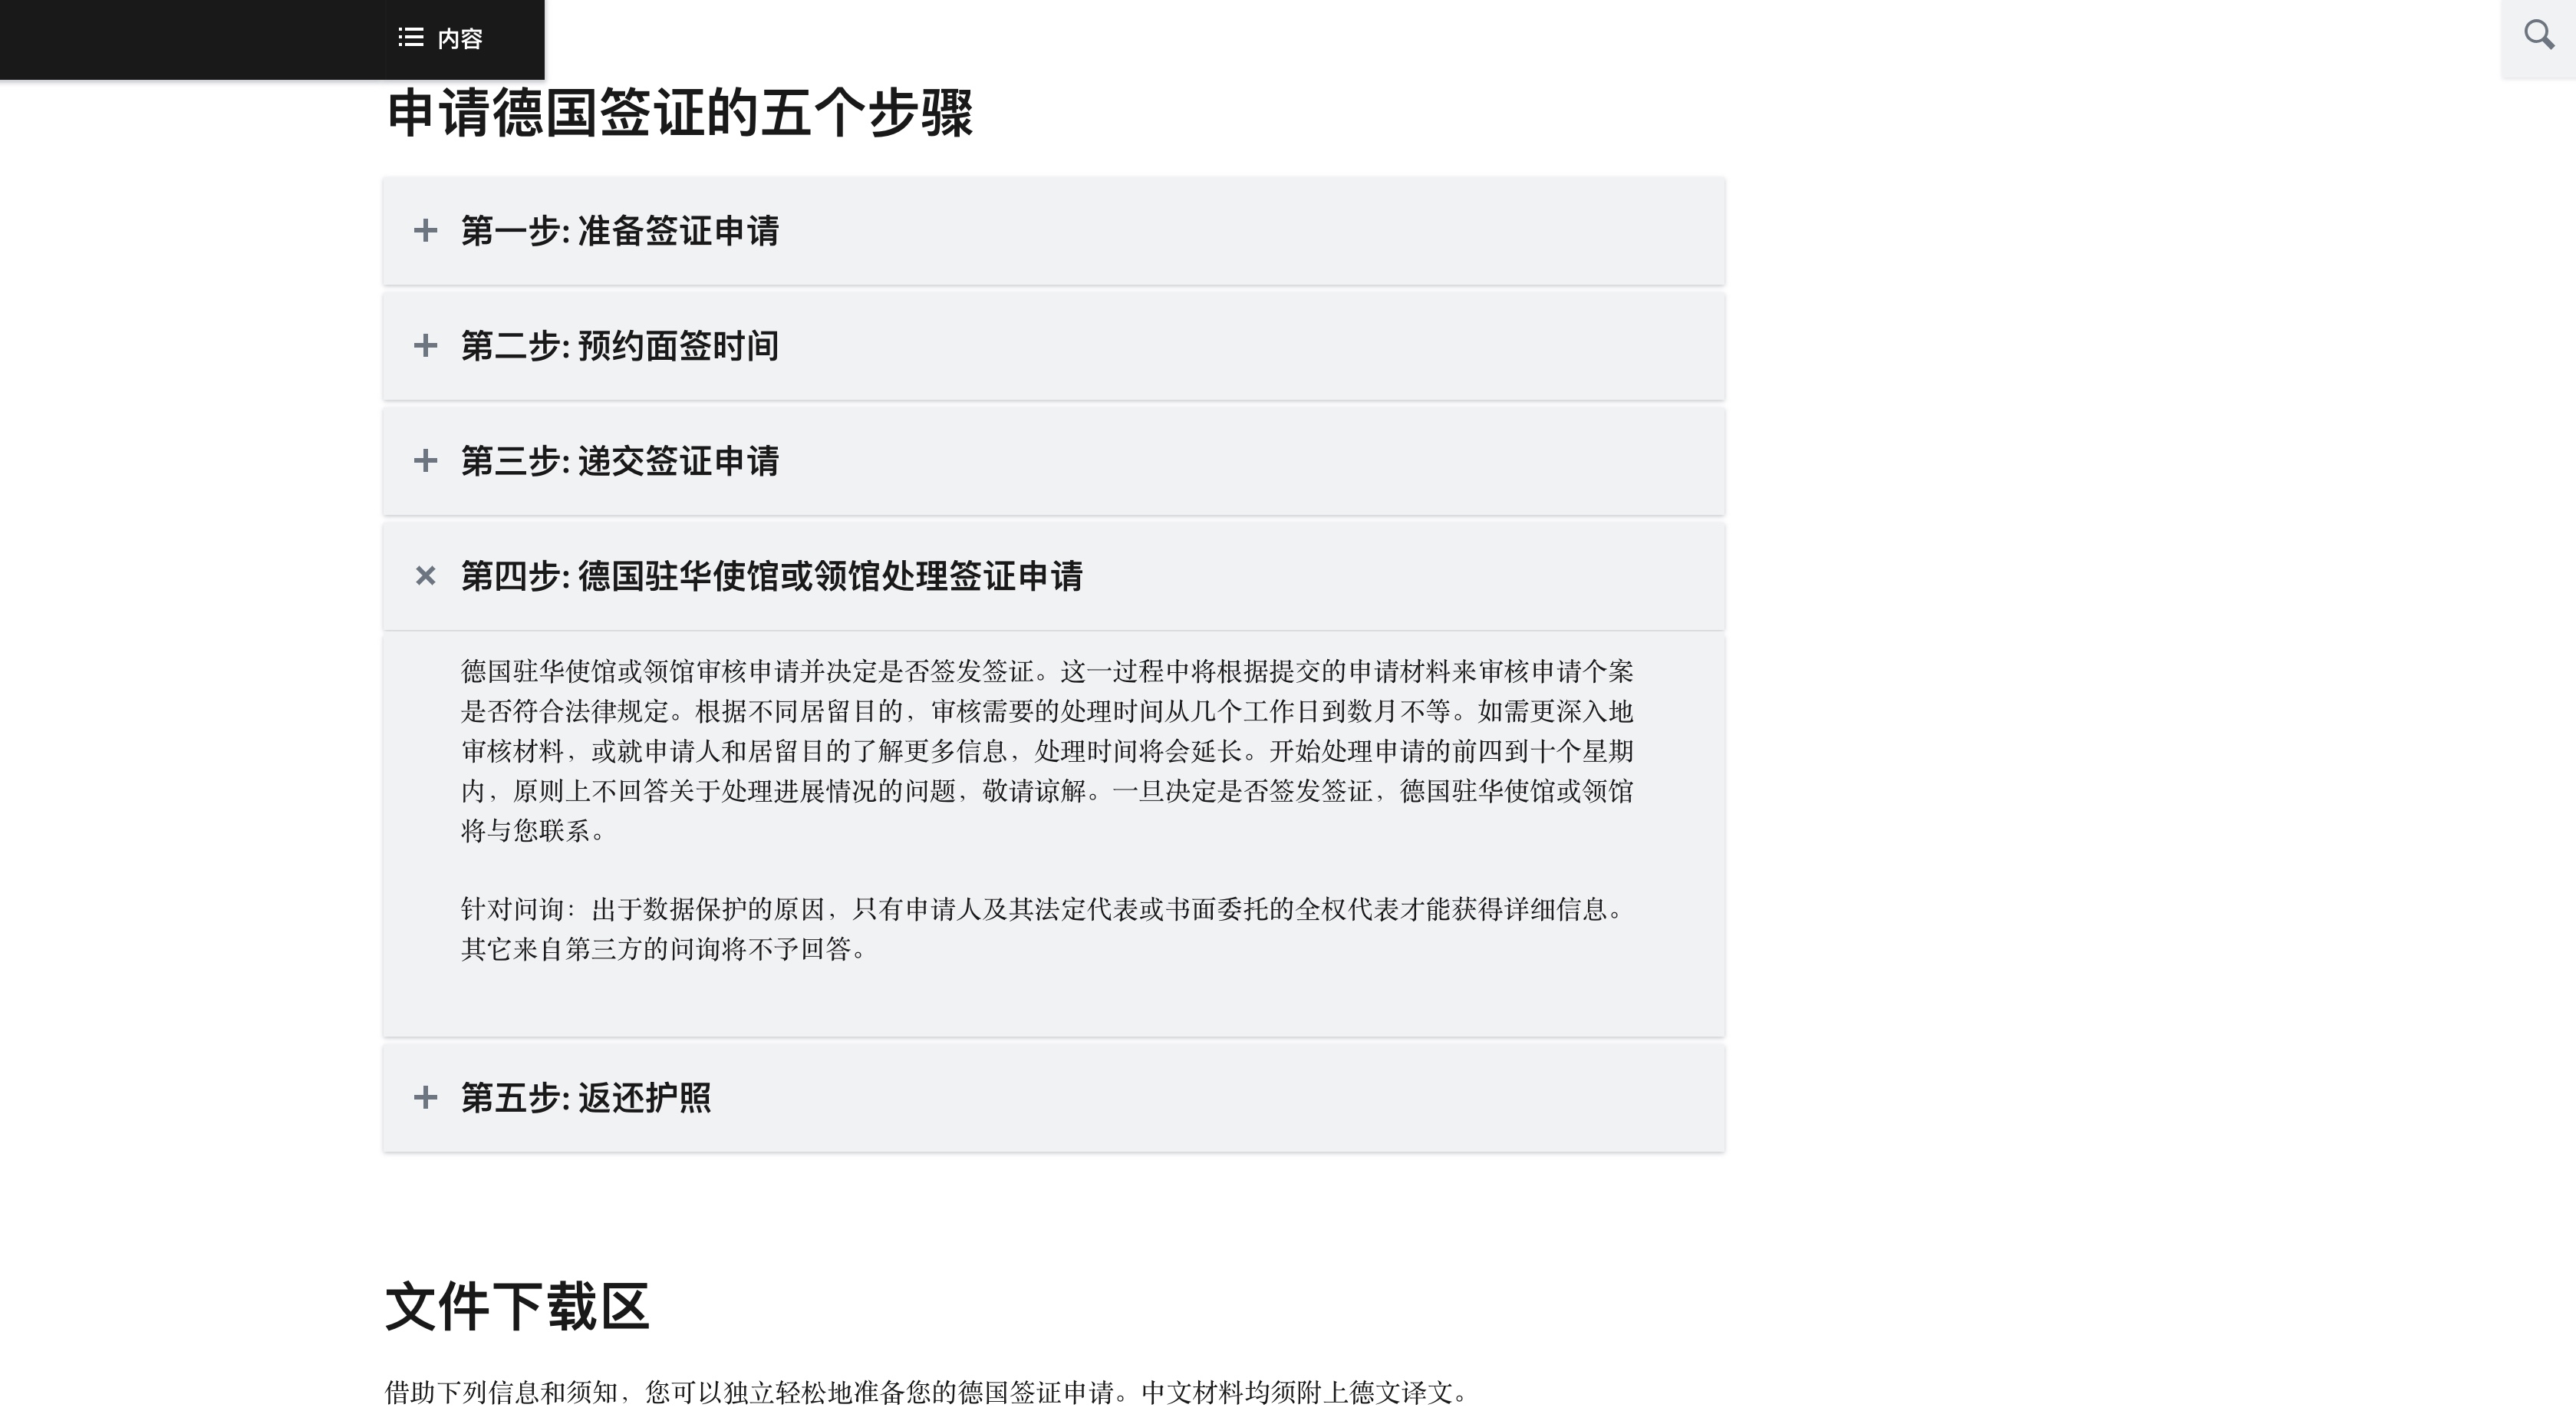 内容
申请德国签证的五个步骤
第一步: 准备签证申请
第二步: 预约面签时间
第三步: 递交签证申请
第四步: 德国驻华使馆或领馆处理签证申请
德国驻华使馆或领馆审核申请并决定是否签发签证。这一过程中将根据提交的申请材料来审核申请个案
是否符合法律规定。根据不同居留目的，审核需要的处理时间从几个工作日到数月不等。如需更深入地
审核材料，或就申请人和居留目的了解更多信息，处理时间将会延长。开始处理申请的前四到十个星期
内，原则上不回答关于处理进展情况的问题，敬请谅解。一旦决定是否签发签证，德国驻华使馆或领馆
将与您联系。
针对问询：出于数据保护的原因，只有申请人及其法定代表或书面委托的全权代表才能获得详细信息。
其它来自第三方的问询将不予回答。
第五步: 返还护照
文件下载区
借助下列信息和须知，您可以独立轻松地准备您的德国签证申请。中文材料均须附上德文译文。